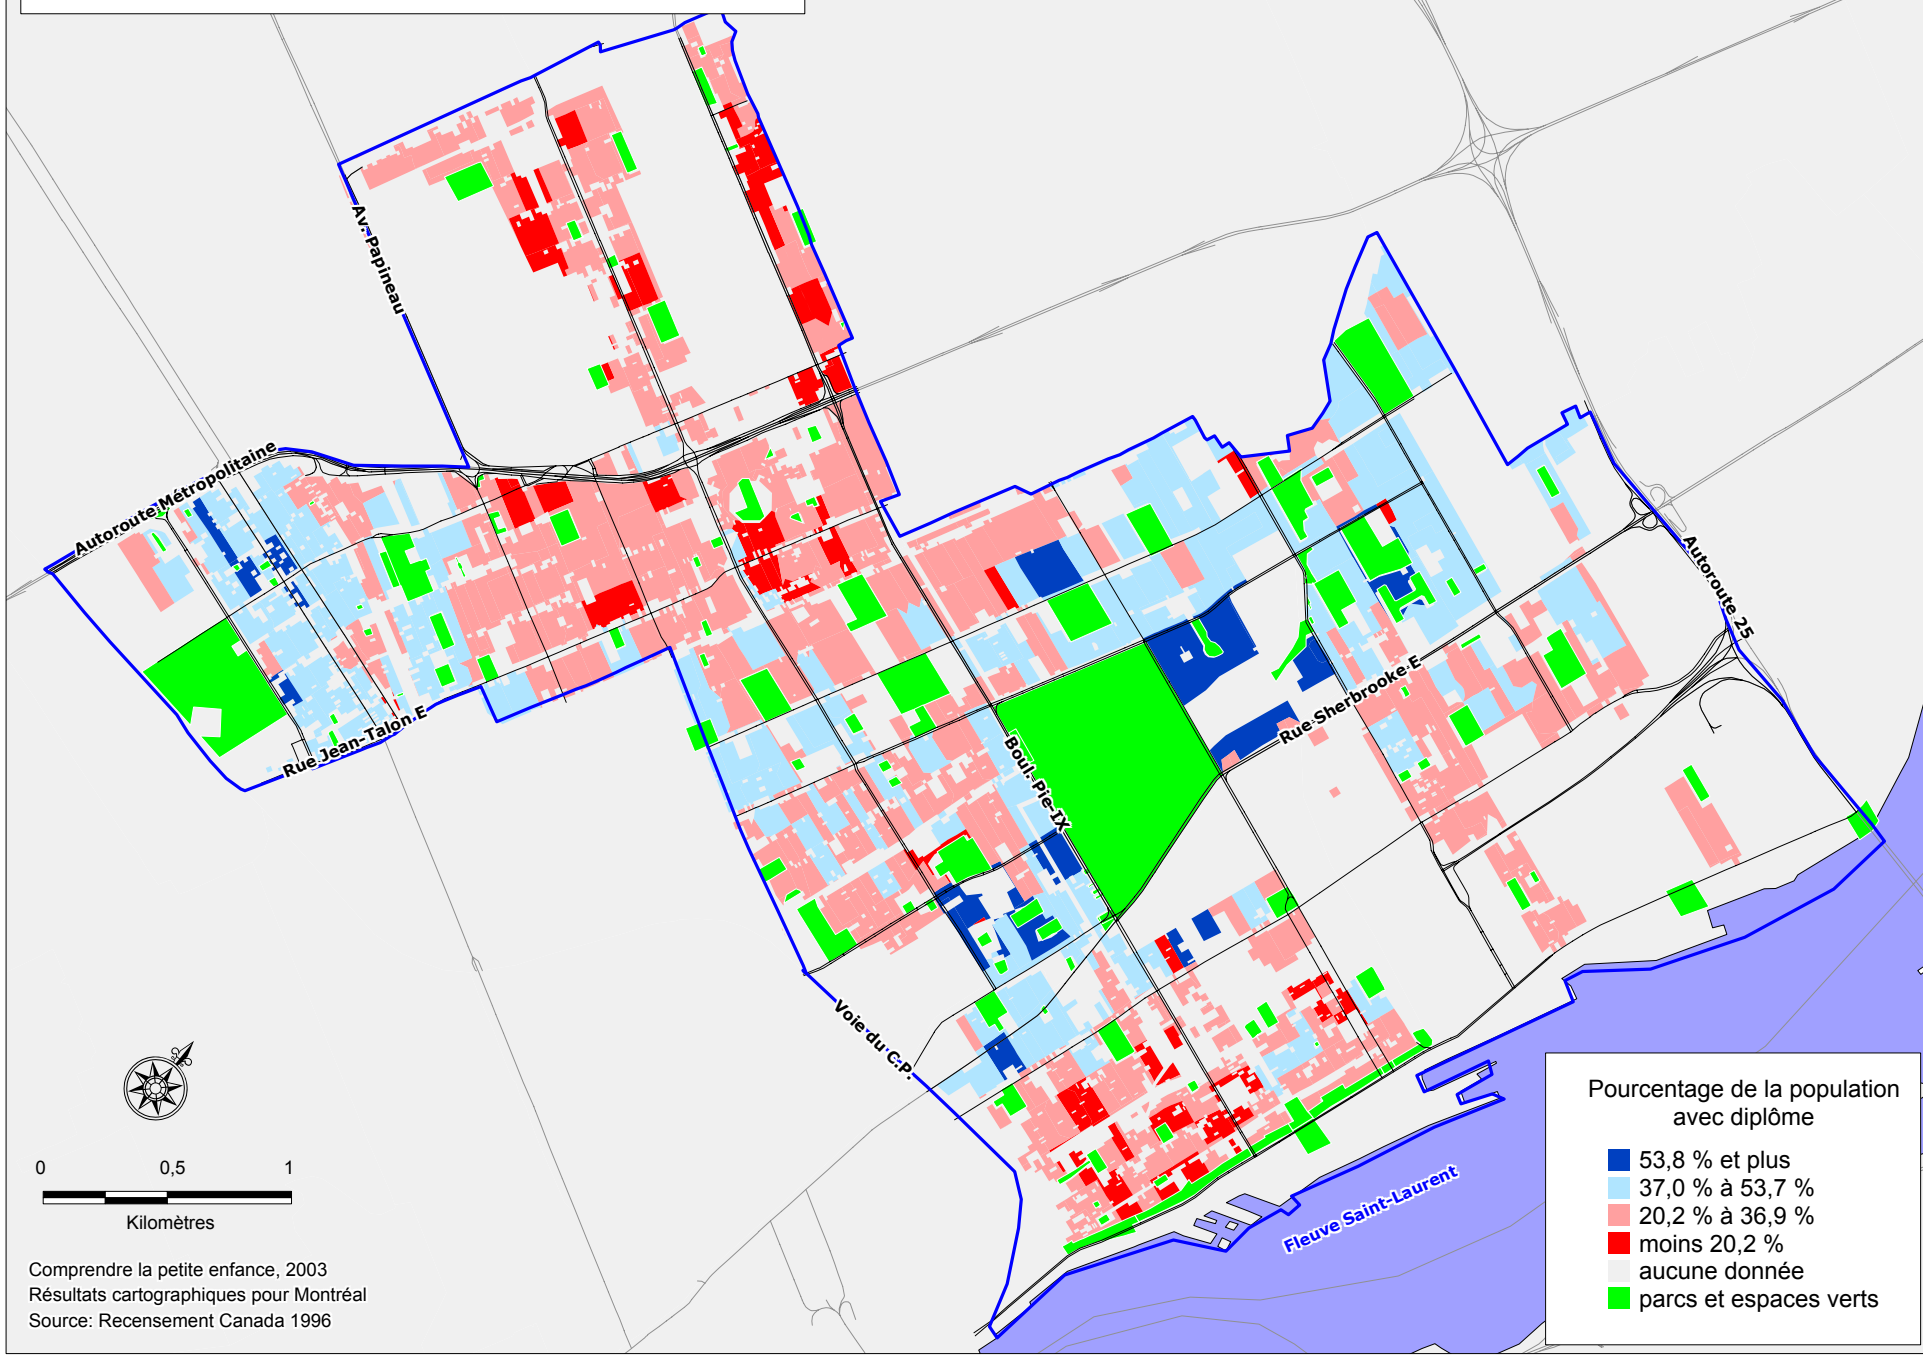 Av. Papineau
Autoroute Métropolitaine
Autoroute 25
Rue Sherbrooke E
Rue Jean-Talon E
Boul. Pie-IX
Voie du C.P.
Fleuve Saint-Laurent
0 0,5 1
Kilomètres
Comprendre la petite enfance, 2003
Résultats cartographiques pour Montréal
Source: Recensement Canada 1996
Pourcentage de la population
avec diplôme
53,8 % et plus
37,0 % à 53,7 %
20,2 % à 36,9 %
moins 20,2 %
aucune donnée
parcs et espaces verts